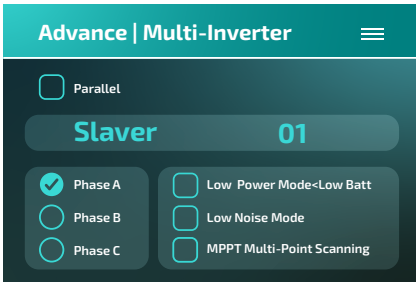 Advance | Multi-Inverter
Parallel
Slaver 01
Phase A
Phase B
Phase C
Low Power Mode<Low Batt
Low Noise Mode
MPPT Multi-Point Scanning